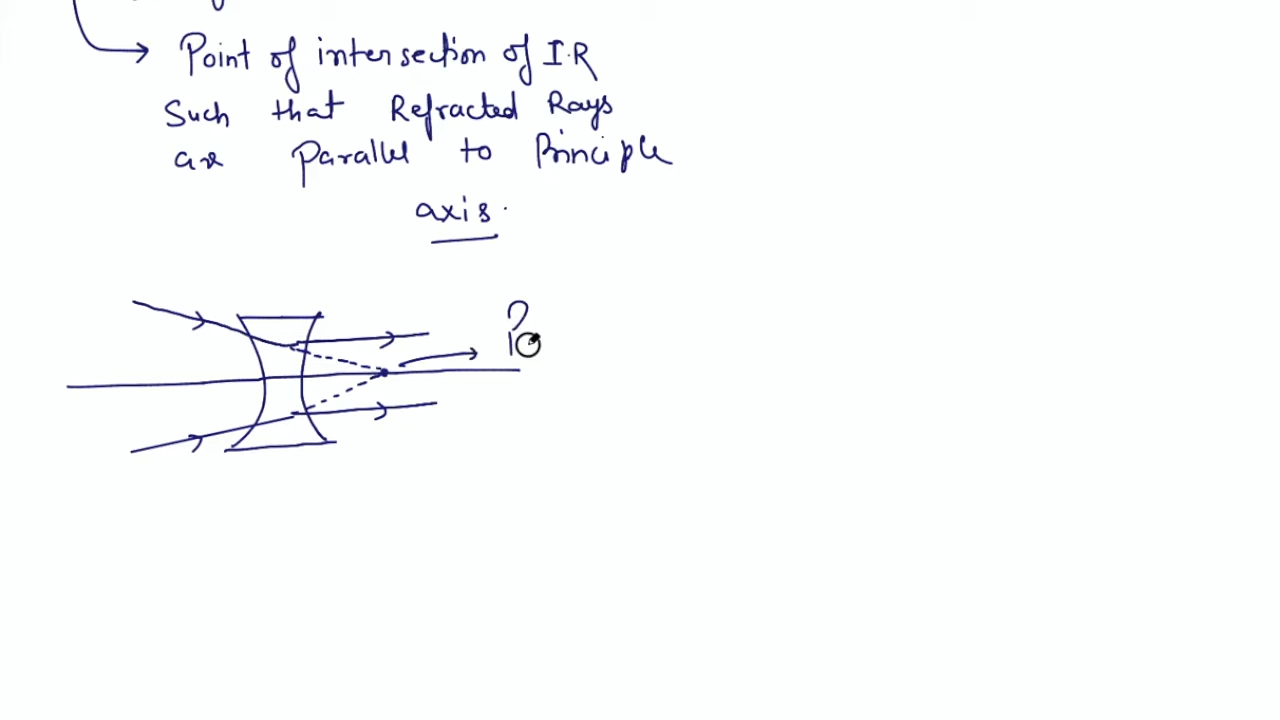 Point of intersection of I.R
Such that Refracted Rays
are Parallel to Principle
axis.